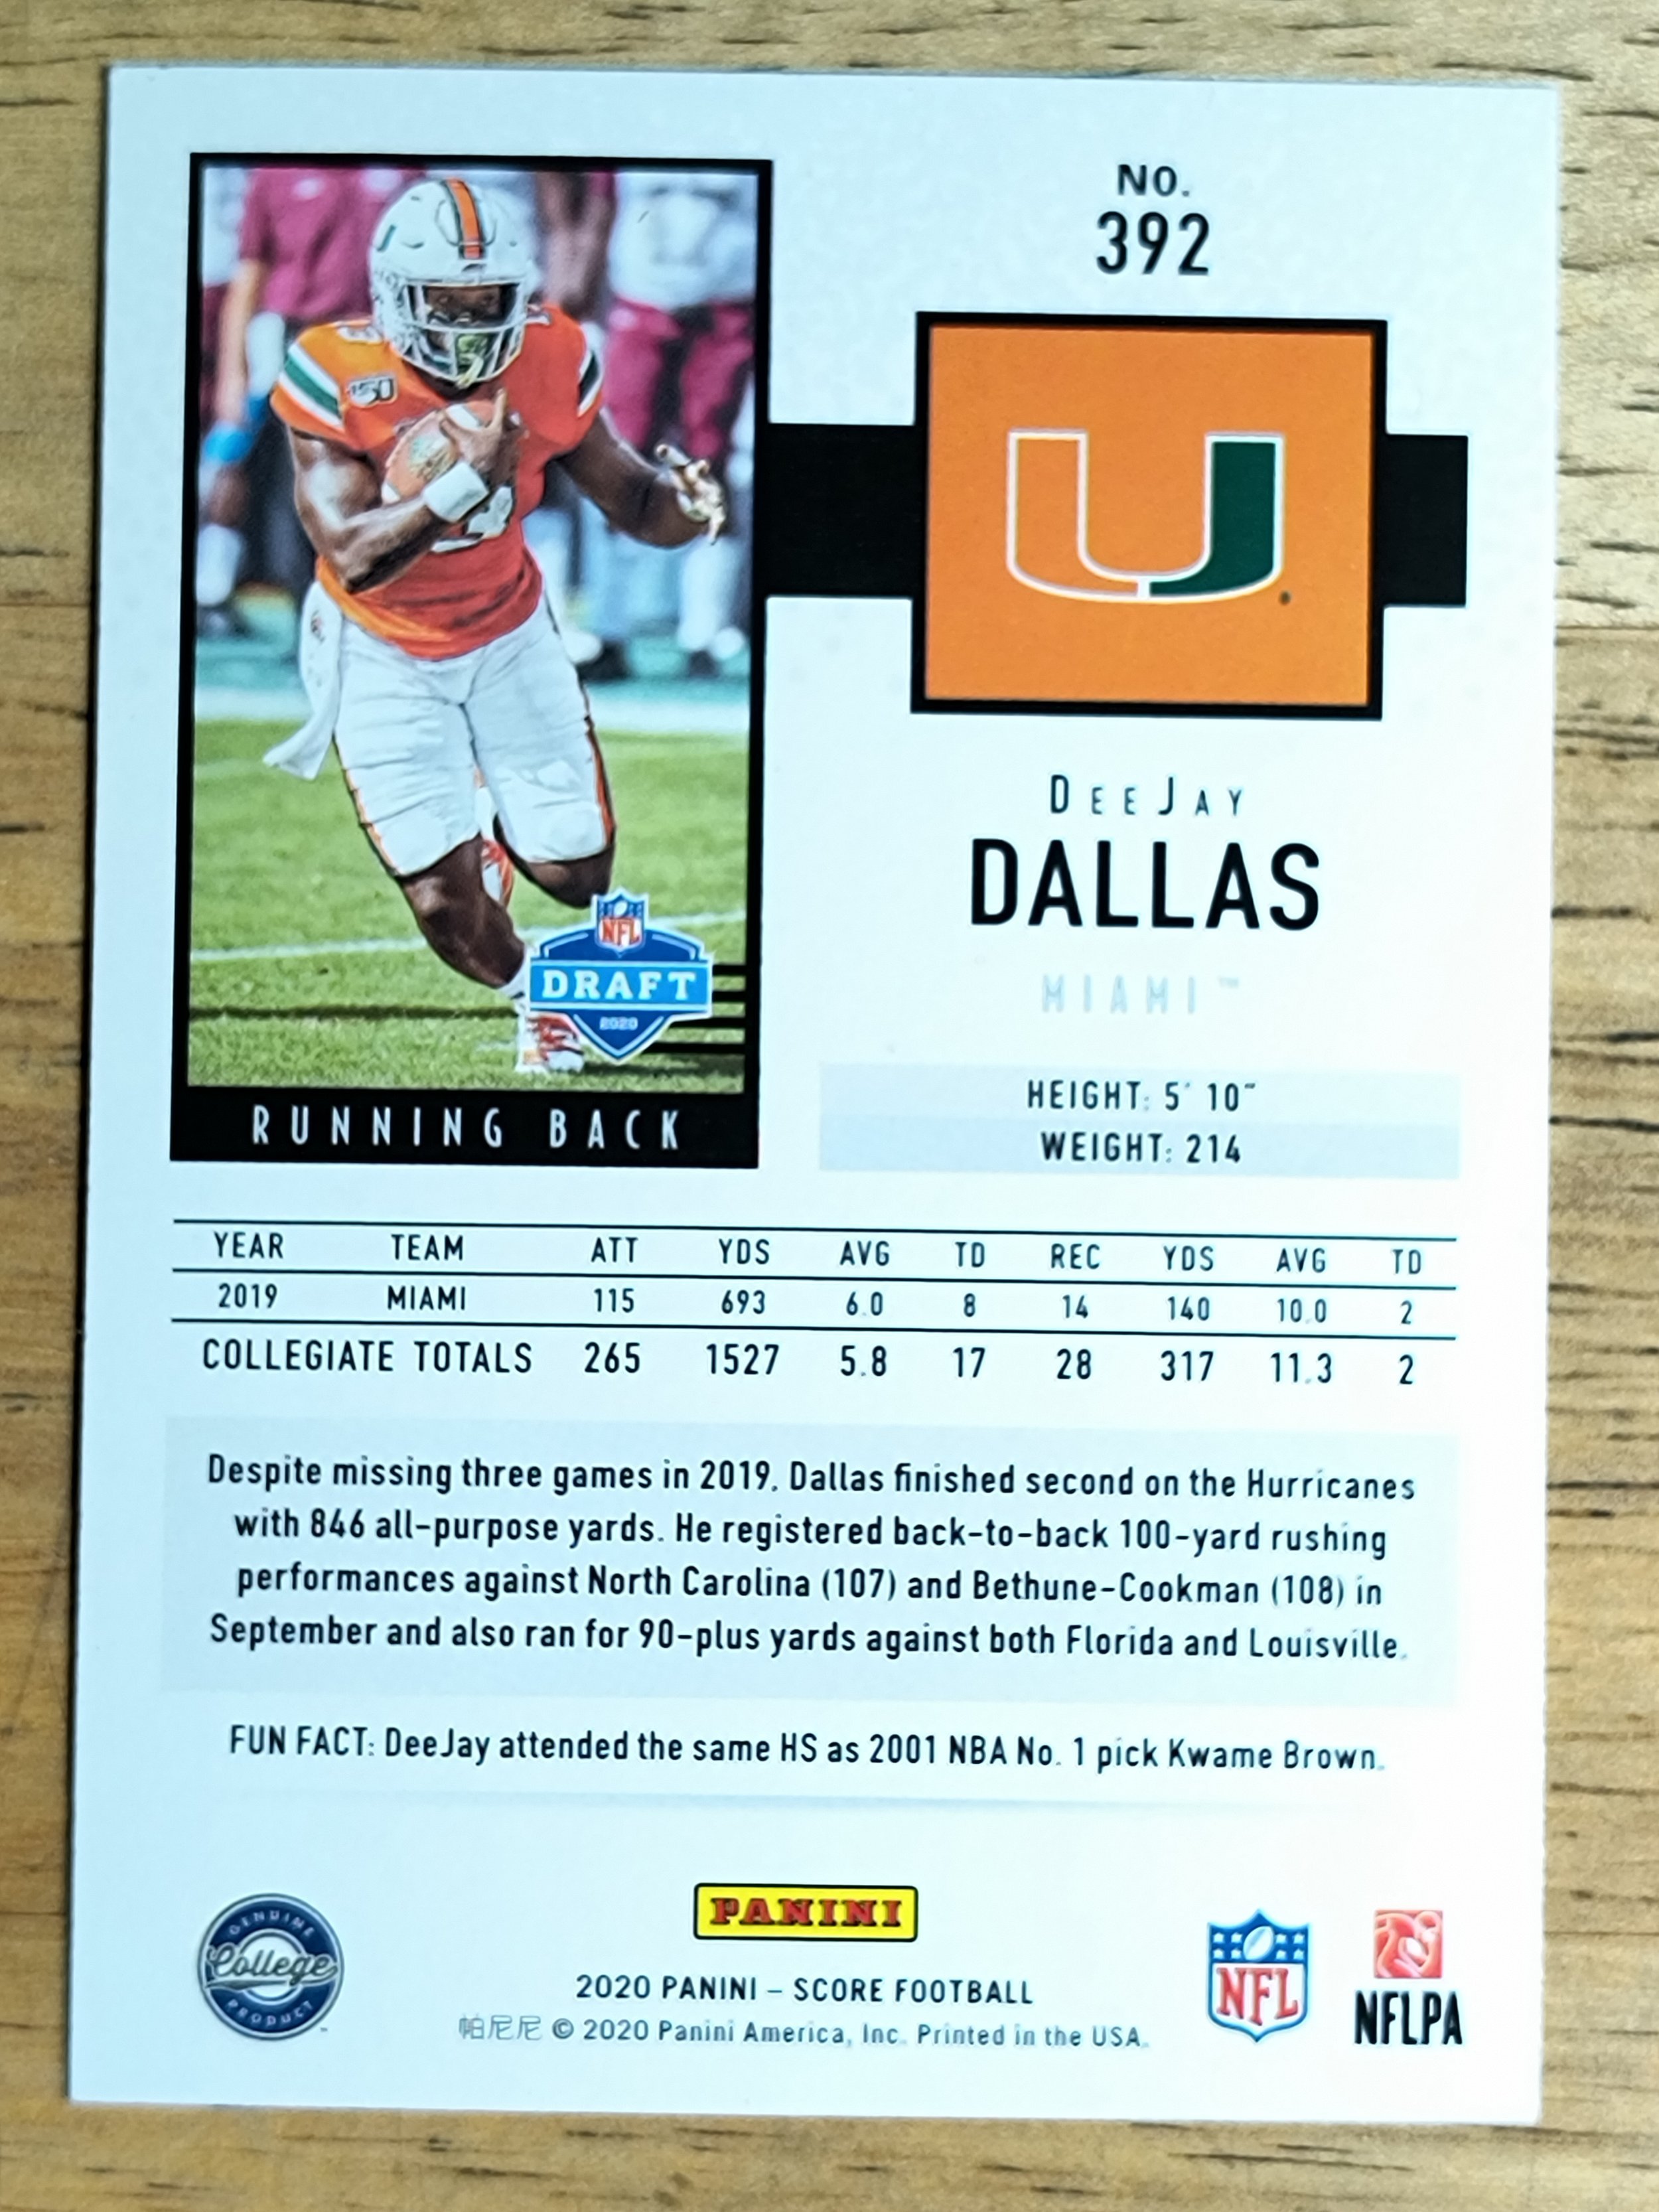 150
DRAFT
NFL
2020
RUNNING BACK
NO.
392
U
DEEJAY
DALLAS
MIAMI™
HEIGHT: 5' 10"
WEIGHT: 214
YEAR TEAM ATT YDS AVG TD REC YDS AVG TD
2019 MIAMI 115 693 6.0 8 14 140 10.0 2
COLLEGIATE TOTALS 265 1527 5.8 17 28 317 11.3 2
Despite missing three games in 2019, Dallas finished second on the Hurricanes
with 846 all-purpose yards. He registered back-to-back 100-yard rushing
performances against North Carolina (107) and Bethune-Cookman (108) in
September and also ran for 90-plus yards against both Florida and Louisville.
FUN FACT: DeeJay attended the same HS as 2001 NBA No. 1 pick Kwame Brown.
GENUINE
College
PRODUCT
PANINI
2020 PANINI – SCORE FOOTBALL
帕尼尼 © 2020 Panini America, Inc. Printed in the USA.
NFL
NFLPA